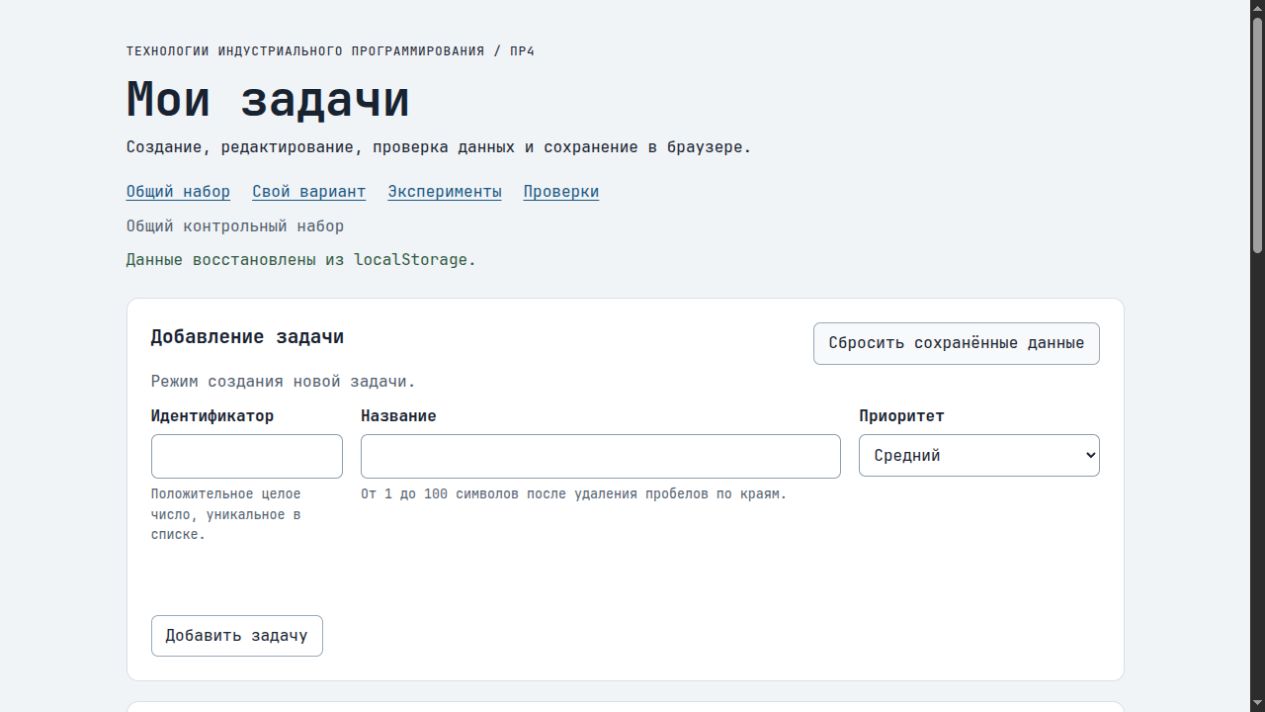 ТЕХНОЛОГИИ ИНДУСТРИАЛЬНОГО ПРОГРАММИРОВАНИЯ / ПР4
Мои задачи
Создание, редактирование, проверка данных и сохранение в браузере.
Общий набор Свой вариант Эксперименты Проверки
Общий контрольный набор
Данные восстановлены из localStorage.
Добавление задачи
Сбросить сохранённые данные
Режим создания новой задачи.
Идентификатор Название Приоритет
Средний
Положительное целое
число, уникальное в
списке.
От 1 до 100 символов после удаления пробелов по краям.
Добавить задачу